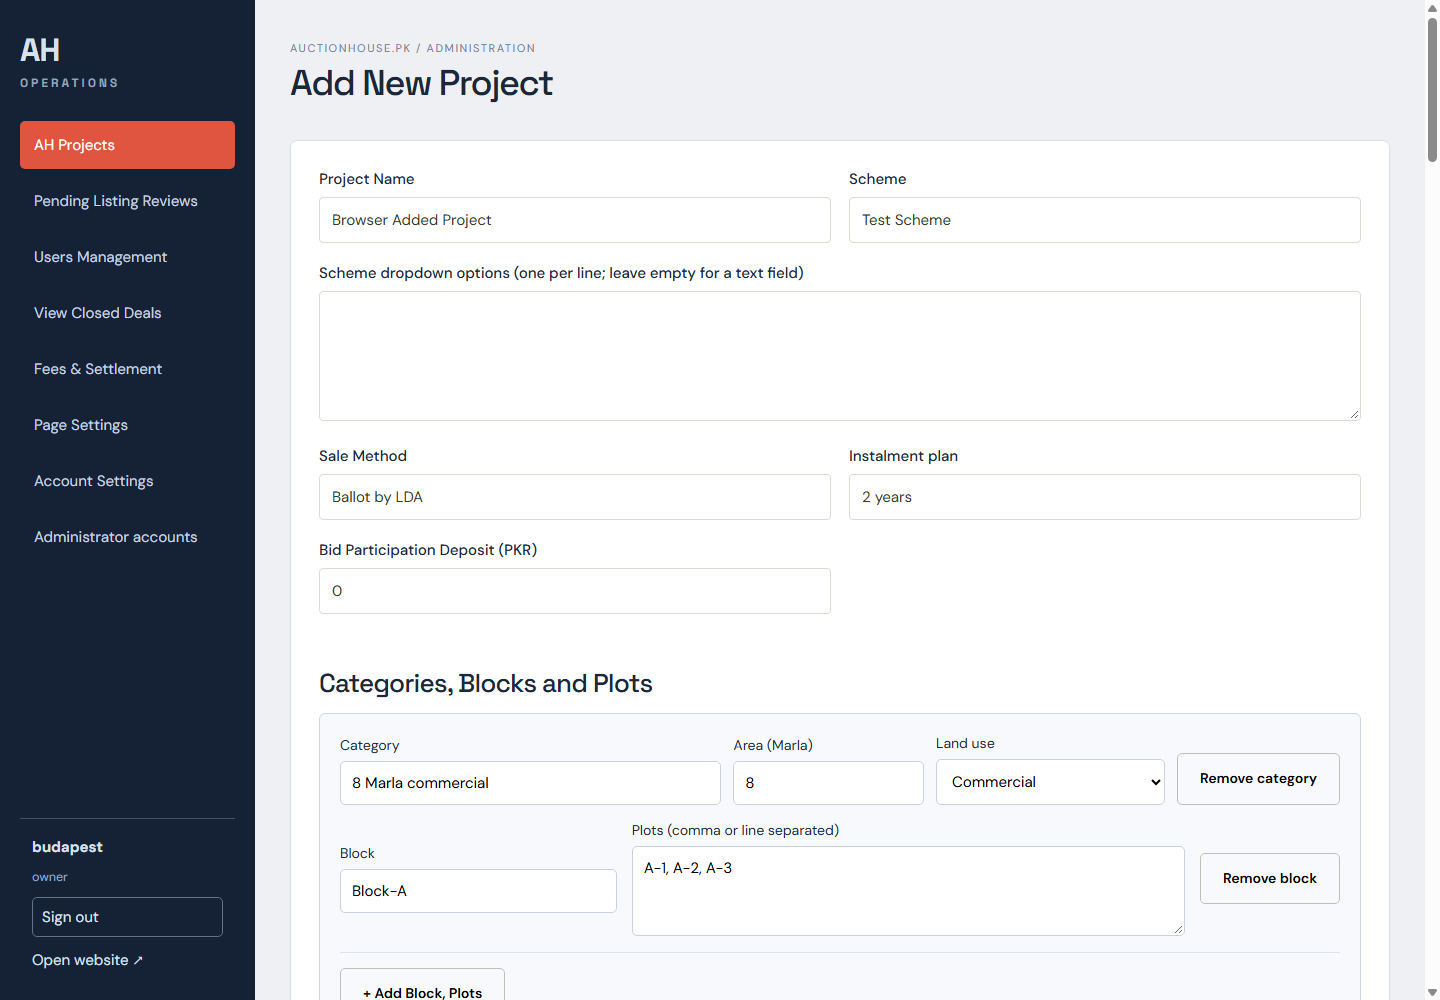 AH
OPERATIONS
AH Projects
Pending Listing Reviews
Users Management
View Closed Deals
Fees & Settlement
Page Settings
Account Settings
Administrator accounts
budapest
owner
Sign out
Open website ↗
AUCTIONHOUSE.PK / ADMINISTRATION
Add New Project
Project Name
Scheme
Browser Added Project
Test Scheme
Scheme dropdown options (one per line; leave empty for a text field)
Sale Method
Instalment plan
Ballot by LDA
2 years
Bid Participation Deposit (PKR)
0
Categories, Blocks and Plots
Category
Area (Marla)
Land use
8 Marla commercial
8
Commercial
Remove category
Block
Plots (comma or line separated)
Block-A
A-1, A-2, A-3
Remove block
+ Add Block, Plots